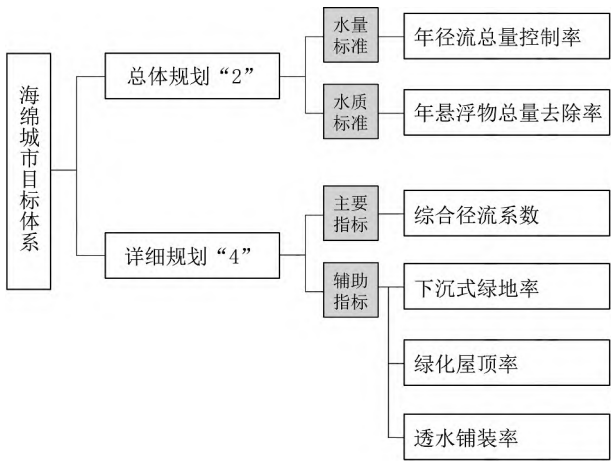 海绵城市目标体系
总体规划“2”
水量
标准
年径流总量控制率
水质
标准
年悬浮物总量去除率
详细规划“4”
主要
指标
综合径流系数
辅助
指标
下沉式绿地率
绿化屋顶率
透水铺装率